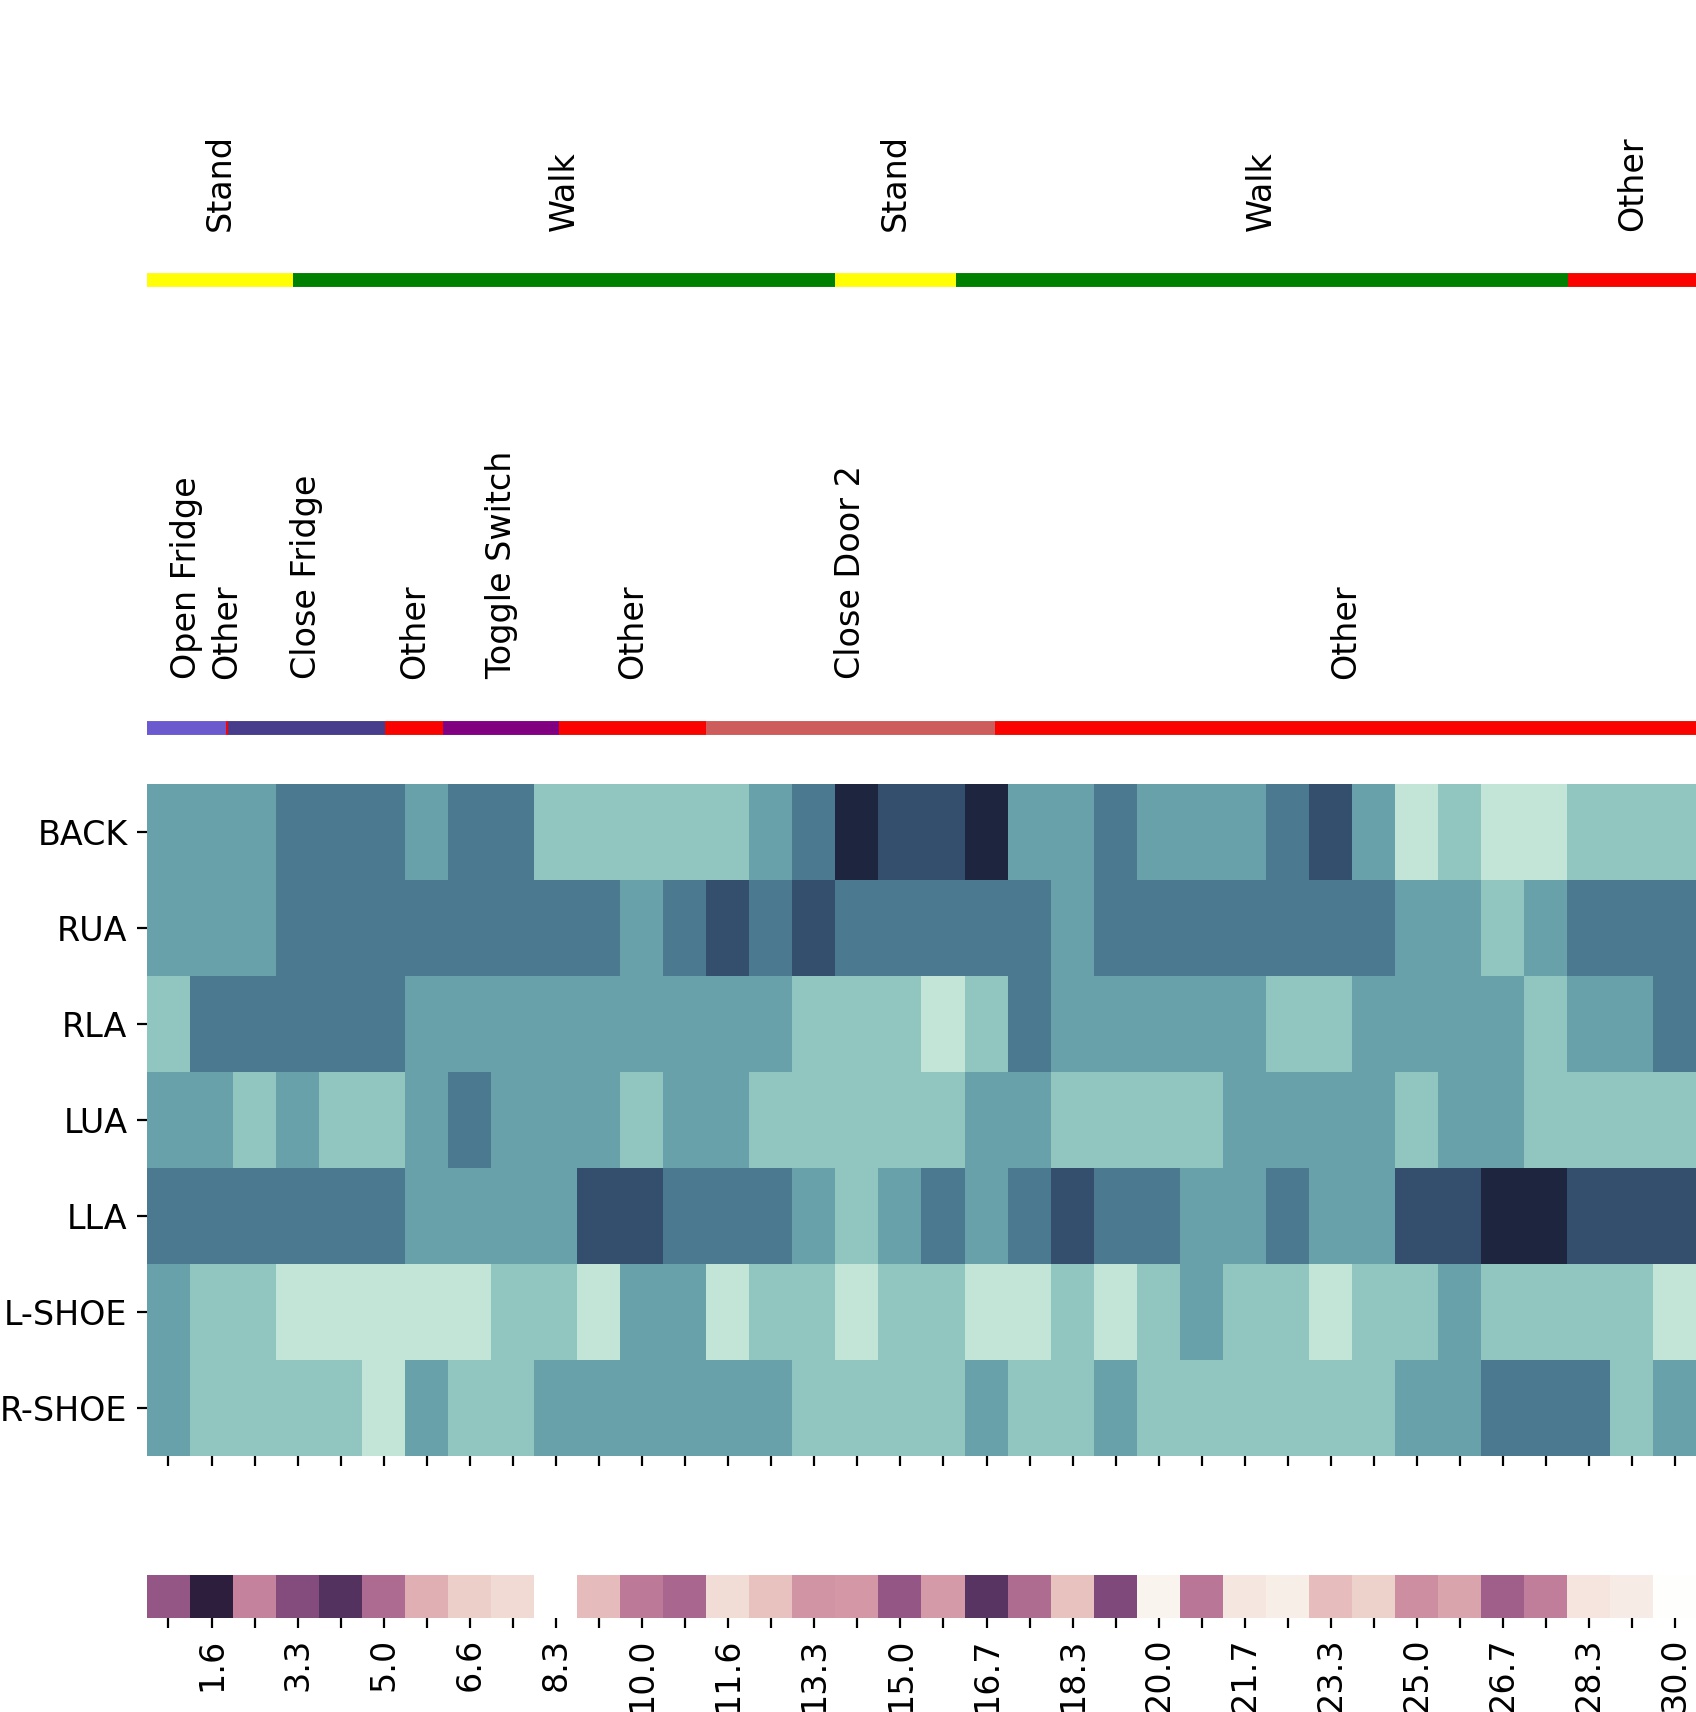 Stand
Walk
Stand
Walk
Other
Open Fridge
Other
Close Fridge
Other
Toggle Switch
Other
Close Door 2
Other
BACK
RUA
RLA
LUA
LLA
L-SHOE
R-SHOE
1.6
3.3
5.0
6.6
8.3
10.0
11.6
13.3
15.0
16.7
18.3
20.0
21.7
23.3
25.0
26.7
28.3
30.0